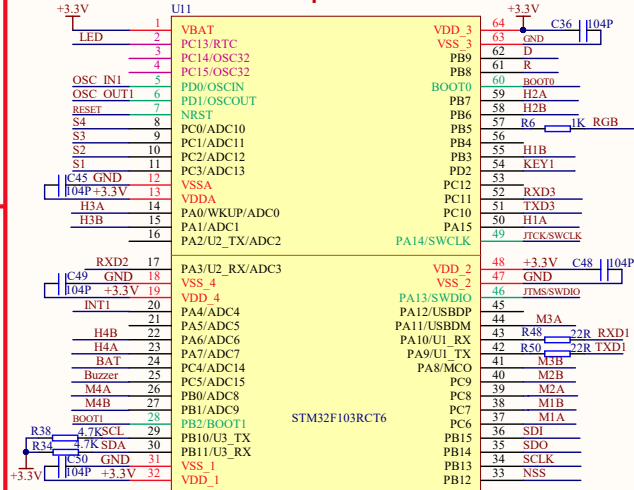 +3.3V U11 +3.3V
1 VBAT VDD_3 64 C36 104P
LED 2 PC13/RTC VSS_3 63 GND
3 PC14/OSC32 PB9 62 D
4 PC15/OSC32 PB8 61 R
OSC IN1 5 PD0/OSCIN BOOT0 60 BOOT0
OSC OUT1 6 PD1/OSCOUT PB7 59 H2A
RESET 7 NRST PB6 58 H2B
S4 8 PC0/ADC10 PB5 57 R6 1K RGB
S3 9 PC1/ADC11 PB4 56
S2 10 PC2/ADC12 PB3 55 H1B
S1 11 PC3/ADC13 PD2 54 KEY1
C45 GND 12 VSSA PC12 53
104P +3.3V 13 VDDA PC11 52 RXD3
H3A 14 PA0/WKUP/ADC0 PC10 51 TXD3
H3B 15 PA1/ADC1 PA15 50 H1A
16 PA2/U2_TX/ADC2 PA14/SWCLK 49 JTCK/SWCLK
RXD2 17 PA3/U2_RX/ADC3 VDD_2 48 +3.3V C48 104P
C49 GND 18 VSS_4 VSS_2 47 GND
104P +3.3V 19 VDD_4 PA13/SWDIO 46 JTMS/SWDIO
INT1 20 PA4/ADC4 PA12/USBDP 45
21 PA5/ADC5 PA11/USBDM 44 M3A
H4B 22 PA6/ADC6 PA10/U1_RX 43 R48 22R RXD1
H4A 23 PA7/ADC7 PA9/U1_TX 42 R50 22R TXD1
BAT 24 PC4/ADC14 PA8/MCO 41 M3B
Buzzer 25 PC5/ADC15 PC9 40 M2B
M4A 26 PB0/ADC8 PC8 39 M2A
M4B 27 PB1/ADC9 PC7 38 M1B
BOOT1 28 PB2/BOOT1 STM32F103RCT6 PC6 37 M1A
R38 4.7K SCL 29 PB10/U3_TX PB15 36 SDI
R34 4.7K SDA 30 PB11/U3_RX PB14 35 SDO
C50 GND 31 VSS_1 PB13 34 SCLK
+3.3V 104P +3.3V 32 VDD_1 PB12 33 NSS